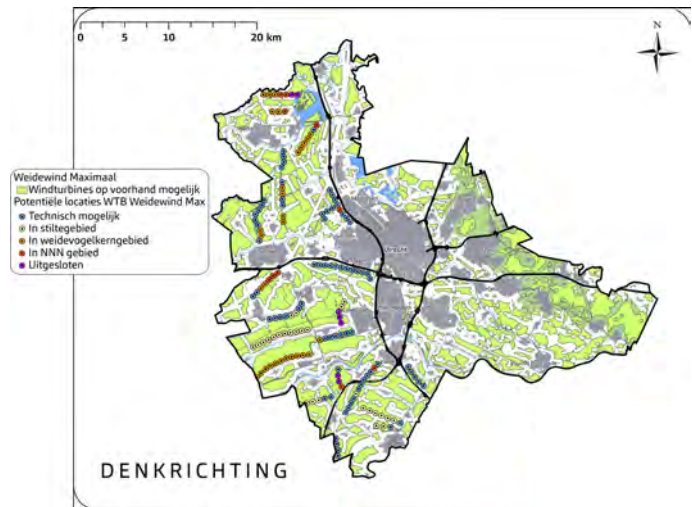 0 5 10 20 km
N
Weidewind Maximaal
Windturbines op voorhand mogelijk
Potentiële locaties WTB Weidewind Max
Technisch mogelijk
In stiltegebied
In weidevogelkerngebied
In NNN gebied
Uitgesloten
Utrecht
DENKRICHTING